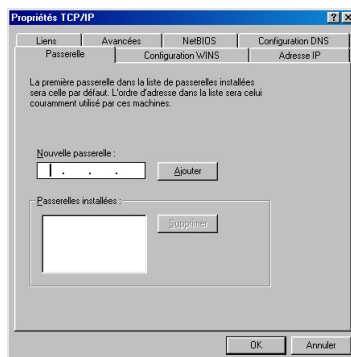 Propriétés TCP/IP
Liens Avancées NetBIOS Configuration DNS
Passerelle Configuration WINS Adresse IP
La première passerelle dans la liste de passerelles installées
sera celle par défaut. L'ordre d'adresse dans la liste sera celui
couramment utilisé par ces machines.
Nouvelle passerelle :
. . .
Ajouter
Passerelles installées :
Supprimer
OK Annuler